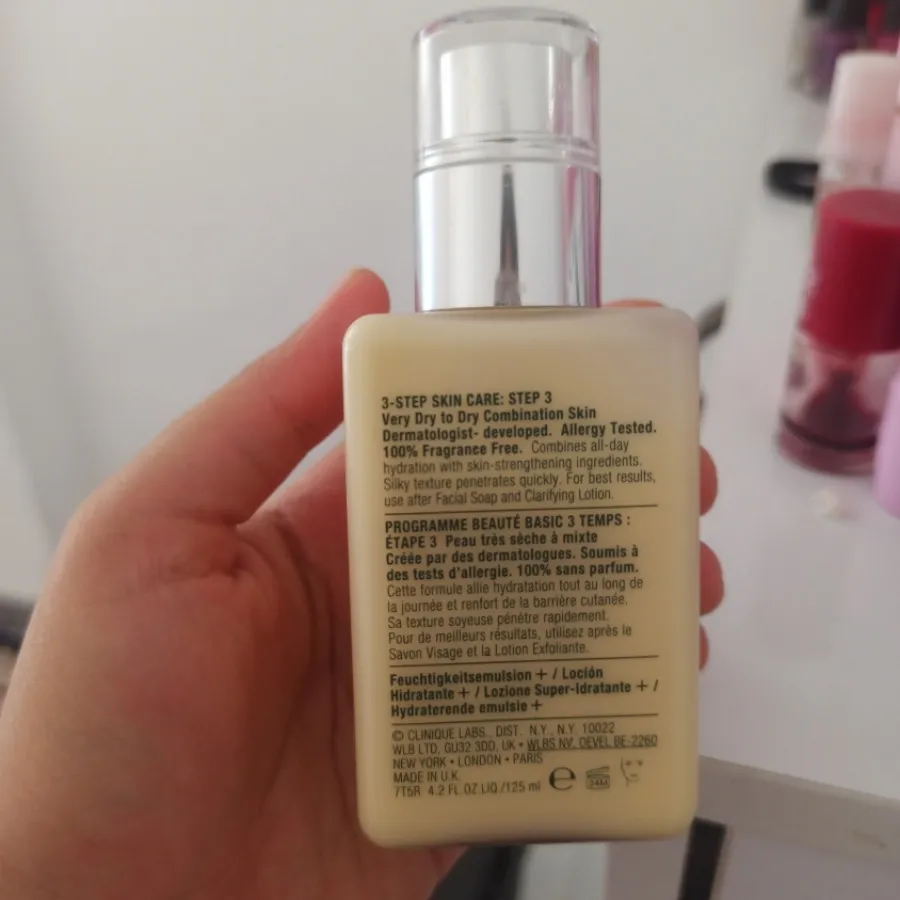 3-STEP SKIN CARE: STEP 3
Very Dry to Dry Combination Skin
Dermatologist- developed. Allergy Tested.
100% Fragrance Free. Combines all-day
hydration with skin-strengthening ingredients.
Silky texture penetrates quickly. For best results,
use after Facial Soap and Clarifying Lotion.
PROGRAMME BEAUTÉ BASIC 3 TEMPS :
ÉTAPE 3 Peau très sèche à mixte
Créée par des dermatologues. Soumis à
des tests d'allergie. 100% sans parfum.
Cette formule allie hydratation tout au long de
la journée et renfort de la barrière cutanée.
Sa texture soyeuse pénètre rapidement.
Pour de meilleurs résultats, utilisez après le
Savon Visage et la Lotion Exfoliante.
Feuchtigkeitsemulsion + / Loción
Hidratante + / Lozione Super-Idratante + /
Hydraterende emulsie +
© CLINIQUE LABS., DIST. N.Y., N.Y. 10022
WLB LTD, GU32 3DD, UK • WLBS NV, OEVEL BE-2260
NEW YORK • LONDON • PARIS
MADE IN U.K.
7T5R 4.2 FL.OZ.LIQ./125 ml ℮ 24M